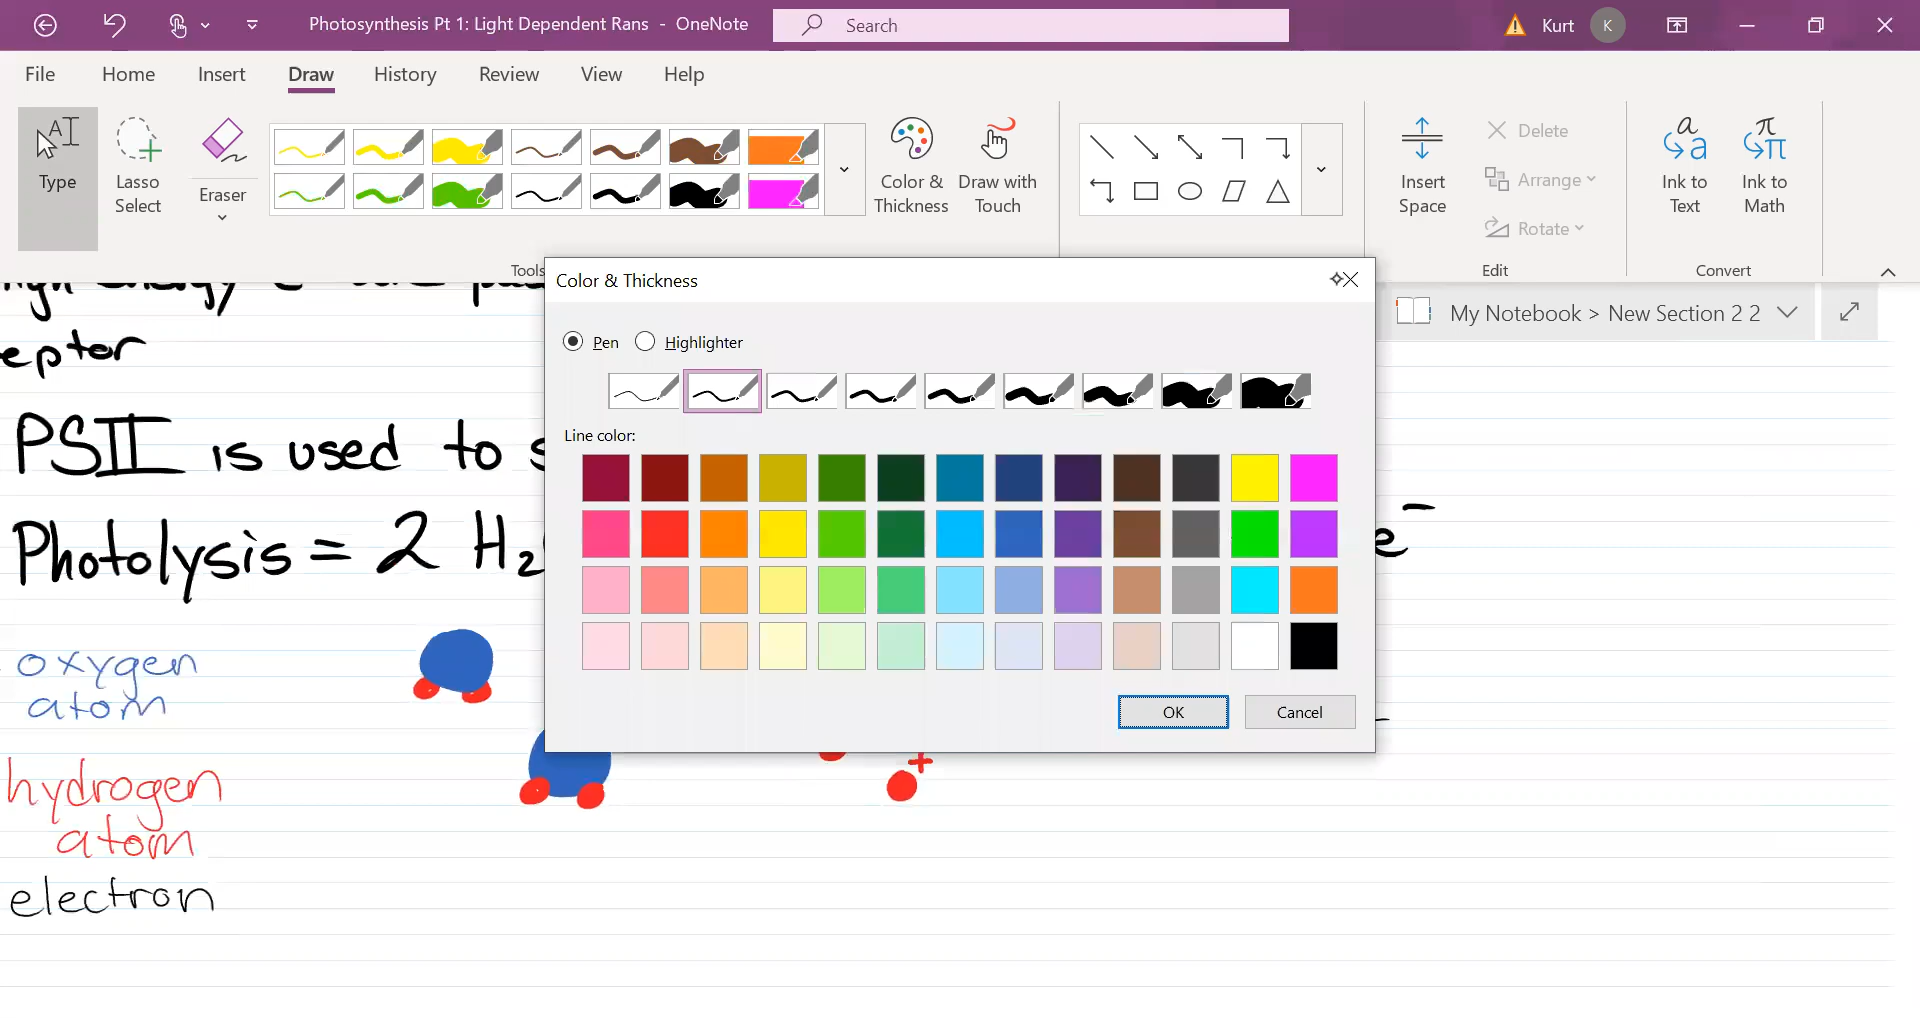 Photosynthesis Pt 1: Light Dependent Rans - OneNote
Search
Kurt
K
File
Home
Insert
Draw
History
Review
View
Help
Type
Lasso Select
Eraser
Color & Thickness
Draw with Touch
Insert Space
Delete
Arrange
Rotate
Ink to Text
Ink to Math
Tools
Edit
Convert
My Notebook > New Section 2 2
Color & Thickness
Pen
Highlighter
Line color:
OK
Cancel
high energy e⁻
eptor
PSII is used to s
Photolysis = 2 H₂
e⁻
oxygen
atom
hydrogen
atom
+
electron